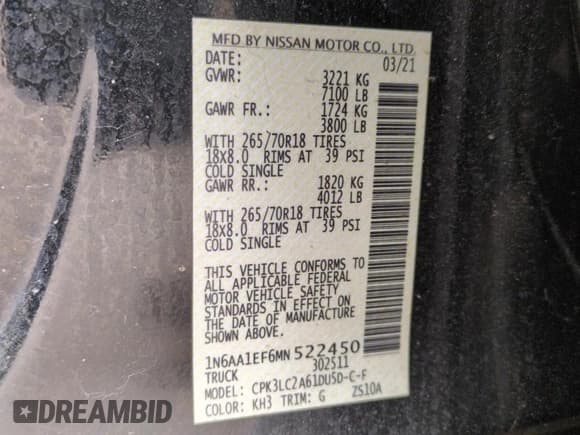 MFD BY NISSAN MOTOR CO., LTD.
DATE: 03/21
GVWR: 3221 KG
7100 LB
GAWR FR.: 1724 KG
3800 LB
WITH 265/70R18 TIRES
18x8.0 RIMS AT 39 PSI
COLD SINGLE
GAWR RR.: 1820 KG
4012 LB
WITH 265/70R18 TIRES
18x8.0 RIMS AT 39 PSI
COLD SINGLE
THIS VEHICLE CONFORMS TO
ALL APPLICABLE FEDERAL
MOTOR VEHICLE SAFETY
STANDARDS IN EFFECT ON
THE DATE OF MANUFACTURE
SHOWN ABOVE.
1N6AA1EF6MN522450
TRUCK 302511
MODEL: CPK3LC2A61DU5D-C-F
COLOR: KH3 TRIM: G ZS10A
AUTOBIDCAR